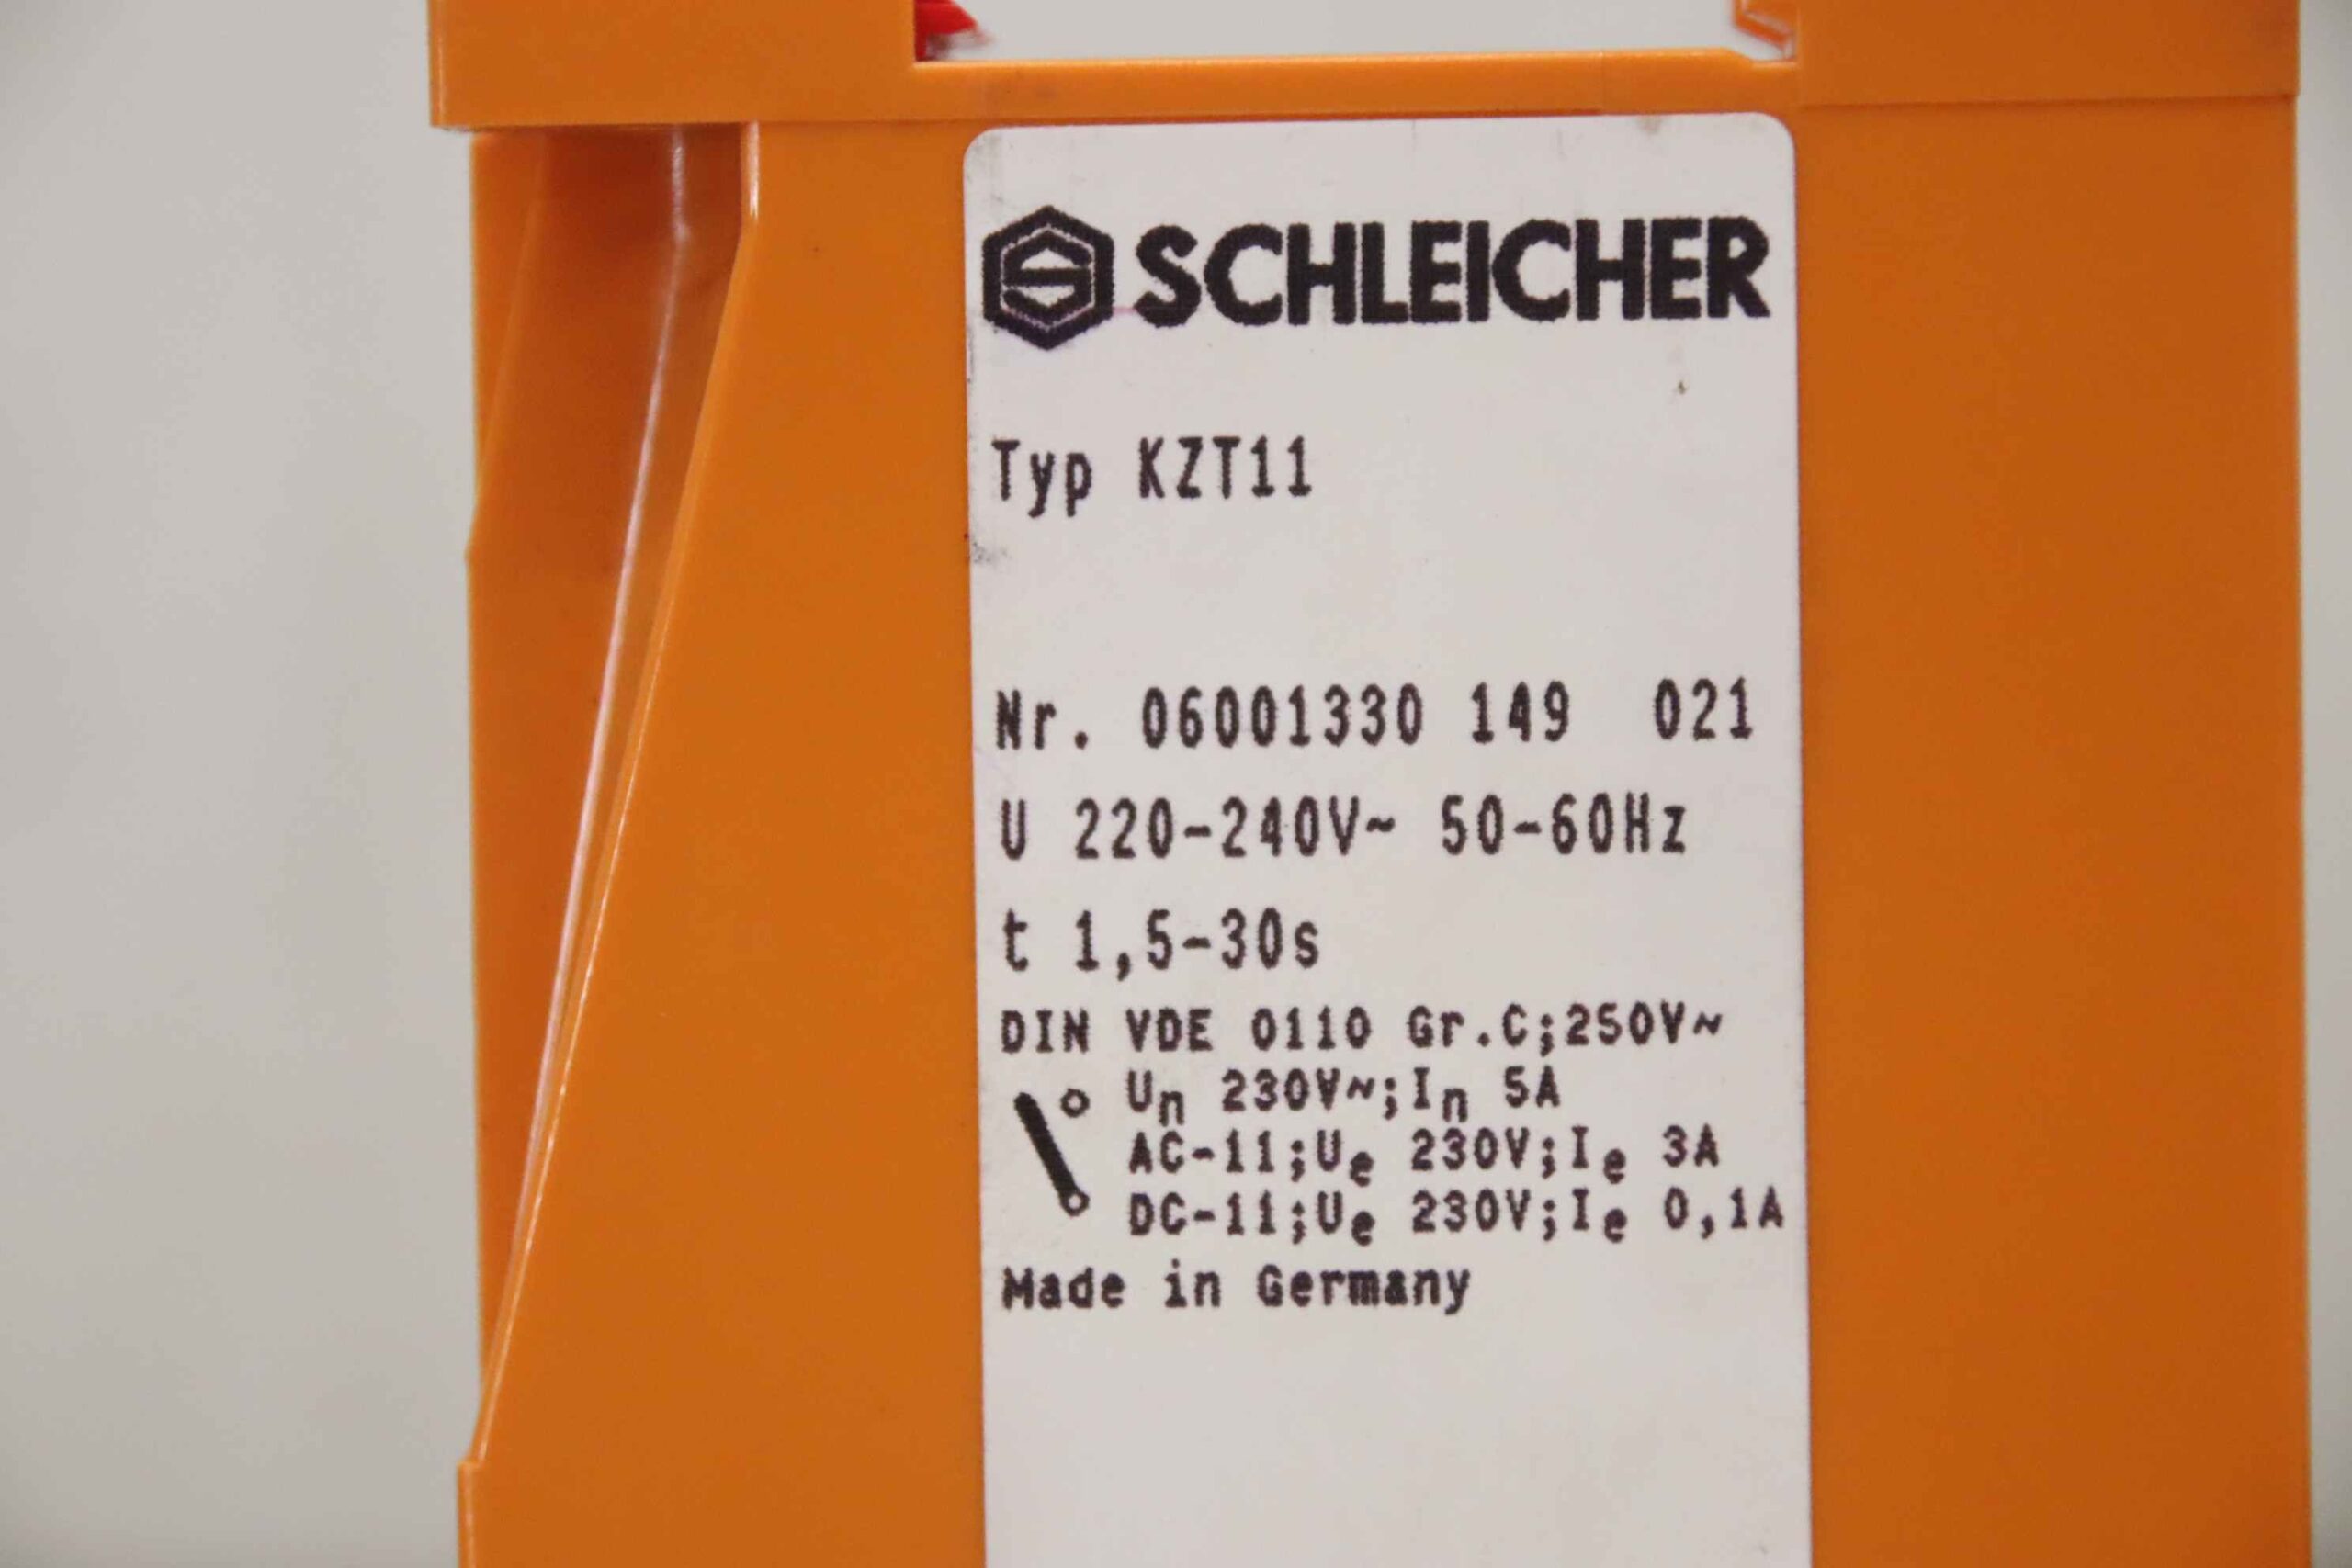 SCHLEICHER
Typ KZT11
Nr. 06001330 149 021
U 220-240V~ 50-60Hz
t 1,5-30s
DIN VDE 0110 Gr.C;250V~
Un 230V~;In 5A
AC-11;Ue 230V;Ie 3A
DC-11;Ue 230V;Ie 0,1A
Made in Germany